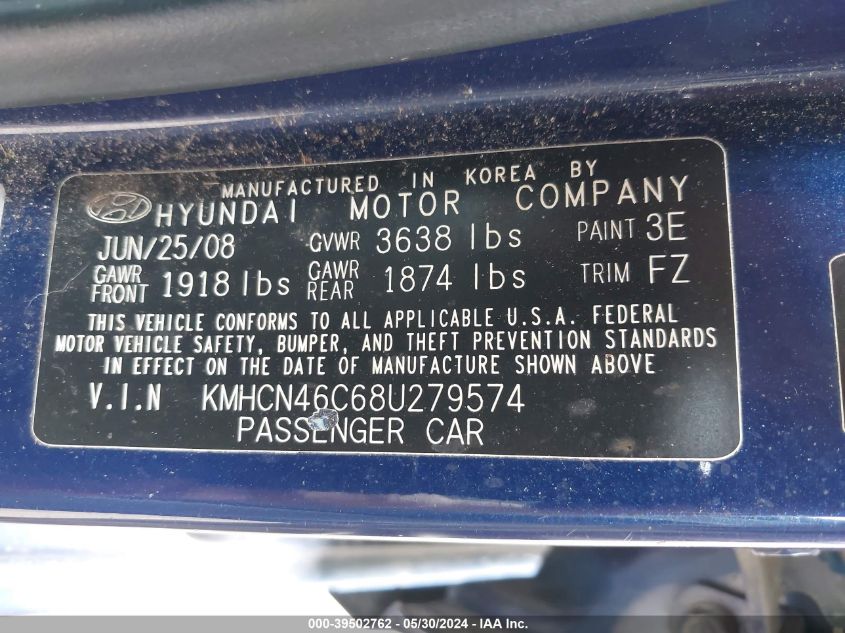 MANUFACTURED IN KOREA BY
HYUNDAI MOTOR COMPANY
JUN/25/08 GVWR 3638 lbs PAINT 3E
GAWR FRONT 1918 lbs GAWR REAR 1874 lbs TRIM FZ
THIS VEHICLE CONFORMS TO ALL APPLICABLE U.S.A. FEDERAL
MOTOR VEHICLE SAFETY, BUMPER, AND THEFT PREVENTION STANDARDS
IN EFFECT ON THE DATE OF MANUFACTURE SHOWN ABOVE
V.I.N KMHCN46C68U279574
PASSENGER CAR
000-39502762 - 05/30/2024 - IAA Inc.